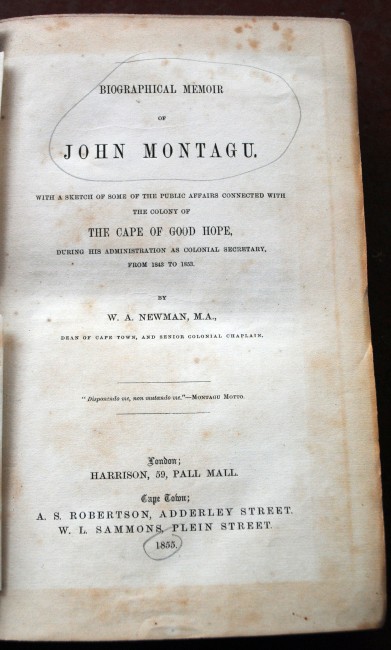 BIOGRAPHICAL MEMOIR
OF
JOHN MONTAGU.
WITH A SKETCH OF SOME OF THE PUBLIC AFFAIRS CONNECTED WITH
THE COLONY OF
THE CAPE OF GOOD HOPE,
DURING HIS ADMINISTRATION AS COLONIAL SECRETARY,
FROM 1843 TO 1853.
BY
W. A. NEWMAN, M.A.,
DEAN OF CAPE TOWN, AND SENIOR COLONIAL CHAPLAIN.
"Disponendo me, non mutando me."—MONTAGU MOTTO.
London;
HARRISON, 59, PALL MALL.
Cape Town;
A. S. ROBERTSON, ADDERLEY STREET.
W. L. SAMMONS, PLEIN STREET.
1855.